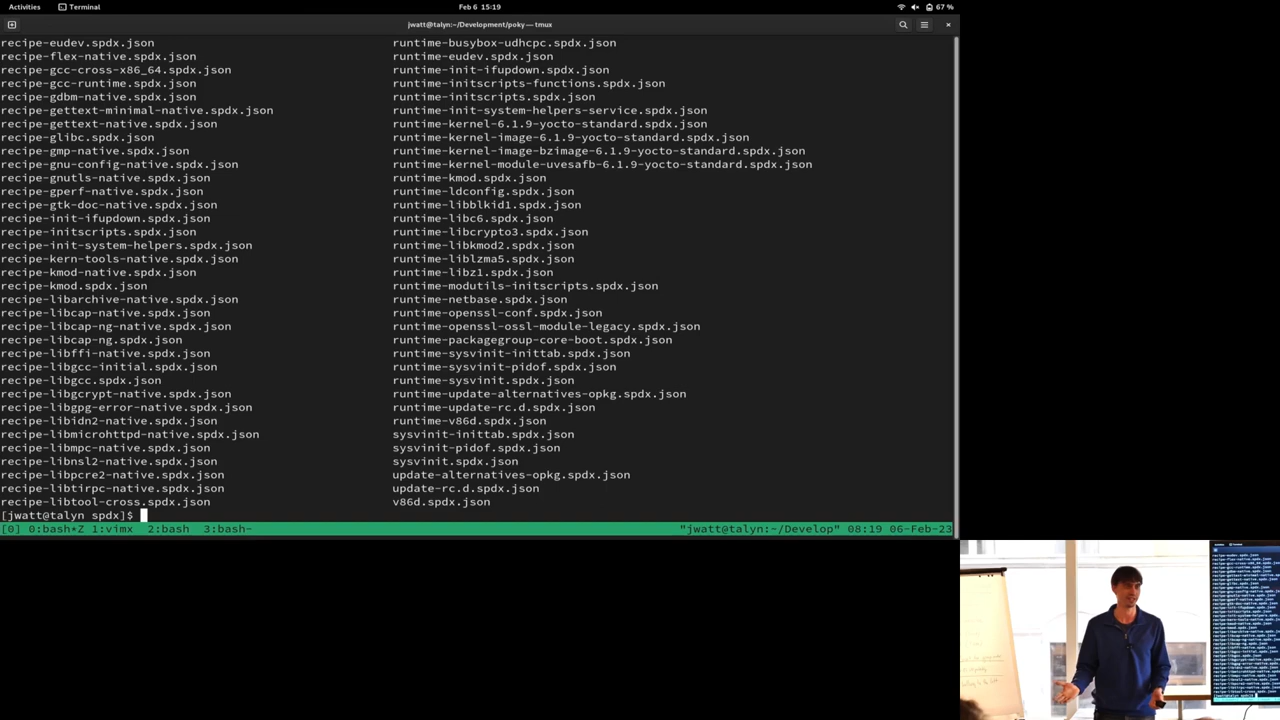 Activities
Terminal
Feb 6 15:19
67 %
jwatt@talyn:~/Development/poky — tmux
recipe-eudev.spdx.json
recipe-flex-native.spdx.json
recipe-gcc-cross-x86_64.spdx.json
recipe-gcc-runtime.spdx.json
recipe-gdbm-native.spdx.json
recipe-gettext-minimal-native.spdx.json
recipe-gettext-native.spdx.json
recipe-glibc.spdx.json
recipe-gmp-native.spdx.json
recipe-gnu-config-native.spdx.json
recipe-gnutls-native.spdx.json
recipe-gperf-native.spdx.json
recipe-gtk-doc-native.spdx.json
recipe-init-ifupdown.spdx.json
recipe-initscripts.spdx.json
recipe-init-system-helpers.spdx.json
recipe-kern-tools-native.spdx.json
recipe-kmod-native.spdx.json
recipe-kmod.spdx.json
recipe-libarchive-native.spdx.json
recipe-libcap-native.spdx.json
recipe-libcap-ng-native.spdx.json
recipe-libcap-ng.spdx.json
recipe-libffi-native.spdx.json
recipe-libgcc-initial.spdx.json
recipe-libgcc.spdx.json
recipe-libgcrypt-native.spdx.json
recipe-libgpg-error-native.spdx.json
recipe-libidn2-native.spdx.json
recipe-libmicrohttpd-native.spdx.json
recipe-libmpc-native.spdx.json
recipe-libnsl2-native.spdx.json
recipe-libpcre2-native.spdx.json
recipe-libtirpc-native.spdx.json
recipe-libtool-cross.spdx.json
runtime-busybox-udhcpc.spdx.json
runtime-eudev.spdx.json
runtime-init-ifupdown.spdx.json
runtime-initscripts-functions.spdx.json
runtime-initscripts.spdx.json
runtime-init-system-helpers-service.spdx.json
runtime-kernel-6.1.9-yocto-standard.spdx.json
runtime-kernel-image-6.1.9-yocto-standard.spdx.json
runtime-kernel-image-bzimage-6.1.9-yocto-standard.spdx.json
runtime-kernel-module-uvesafb-6.1.9-yocto-standard.spdx.json
runtime-kmod.spdx.json
runtime-ldconfig.spdx.json
runtime-libblkid1.spdx.json
runtime-libc6.spdx.json
runtime-libcrypto3.spdx.json
runtime-libkmod2.spdx.json
runtime-liblzma5.spdx.json
runtime-libz1.spdx.json
runtime-modutils-initscripts.spdx.json
runtime-netbase.spdx.json
runtime-openssl-conf.spdx.json
runtime-openssl-ossl-module-legacy.spdx.json
runtime-packagegroup-core-boot.spdx.json
runtime-sysvinit-inittab.spdx.json
runtime-sysvinit-pidof.spdx.json
runtime-sysvinit.spdx.json
runtime-update-alternatives-opkg.spdx.json
runtime-update-rc.d.spdx.json
runtime-v86d.spdx.json
sysvinit-inittab.spdx.json
sysvinit-pidof.spdx.json
sysvinit.spdx.json
update-alternatives-opkg.spdx.json
update-rc.d.spdx.json
v86d.spdx.json
[jwatt@talyn spdx]$
[0] 0:bash*Z 1:vimx 2:bash 3:bash-
"jwatt@talyn:~/Develop" 08:19 06-Feb-23